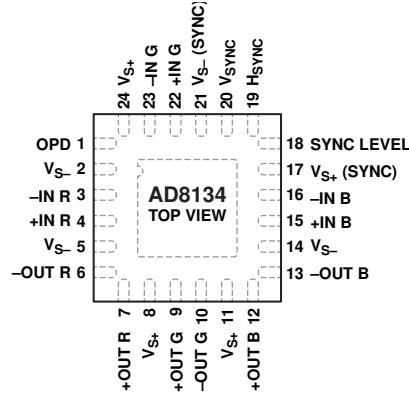 24 VS+
23 –IN G
22 +IN G
21 VS– (SYNC)
20 VSYNC
19 HSYNC
OPD 1
VS– 2
–IN R 3
+IN R 4
VS– 5
–OUT R 6
AD8134
TOP VIEW
18 SYNC LEVEL
17 VS+ (SYNC)
16 –IN B
15 +IN B
14 VS–
13 –OUT B
+OUT R 7
VS+ 8
+OUT G 9
–OUT G 10
VS+ 11
+OUT B 12